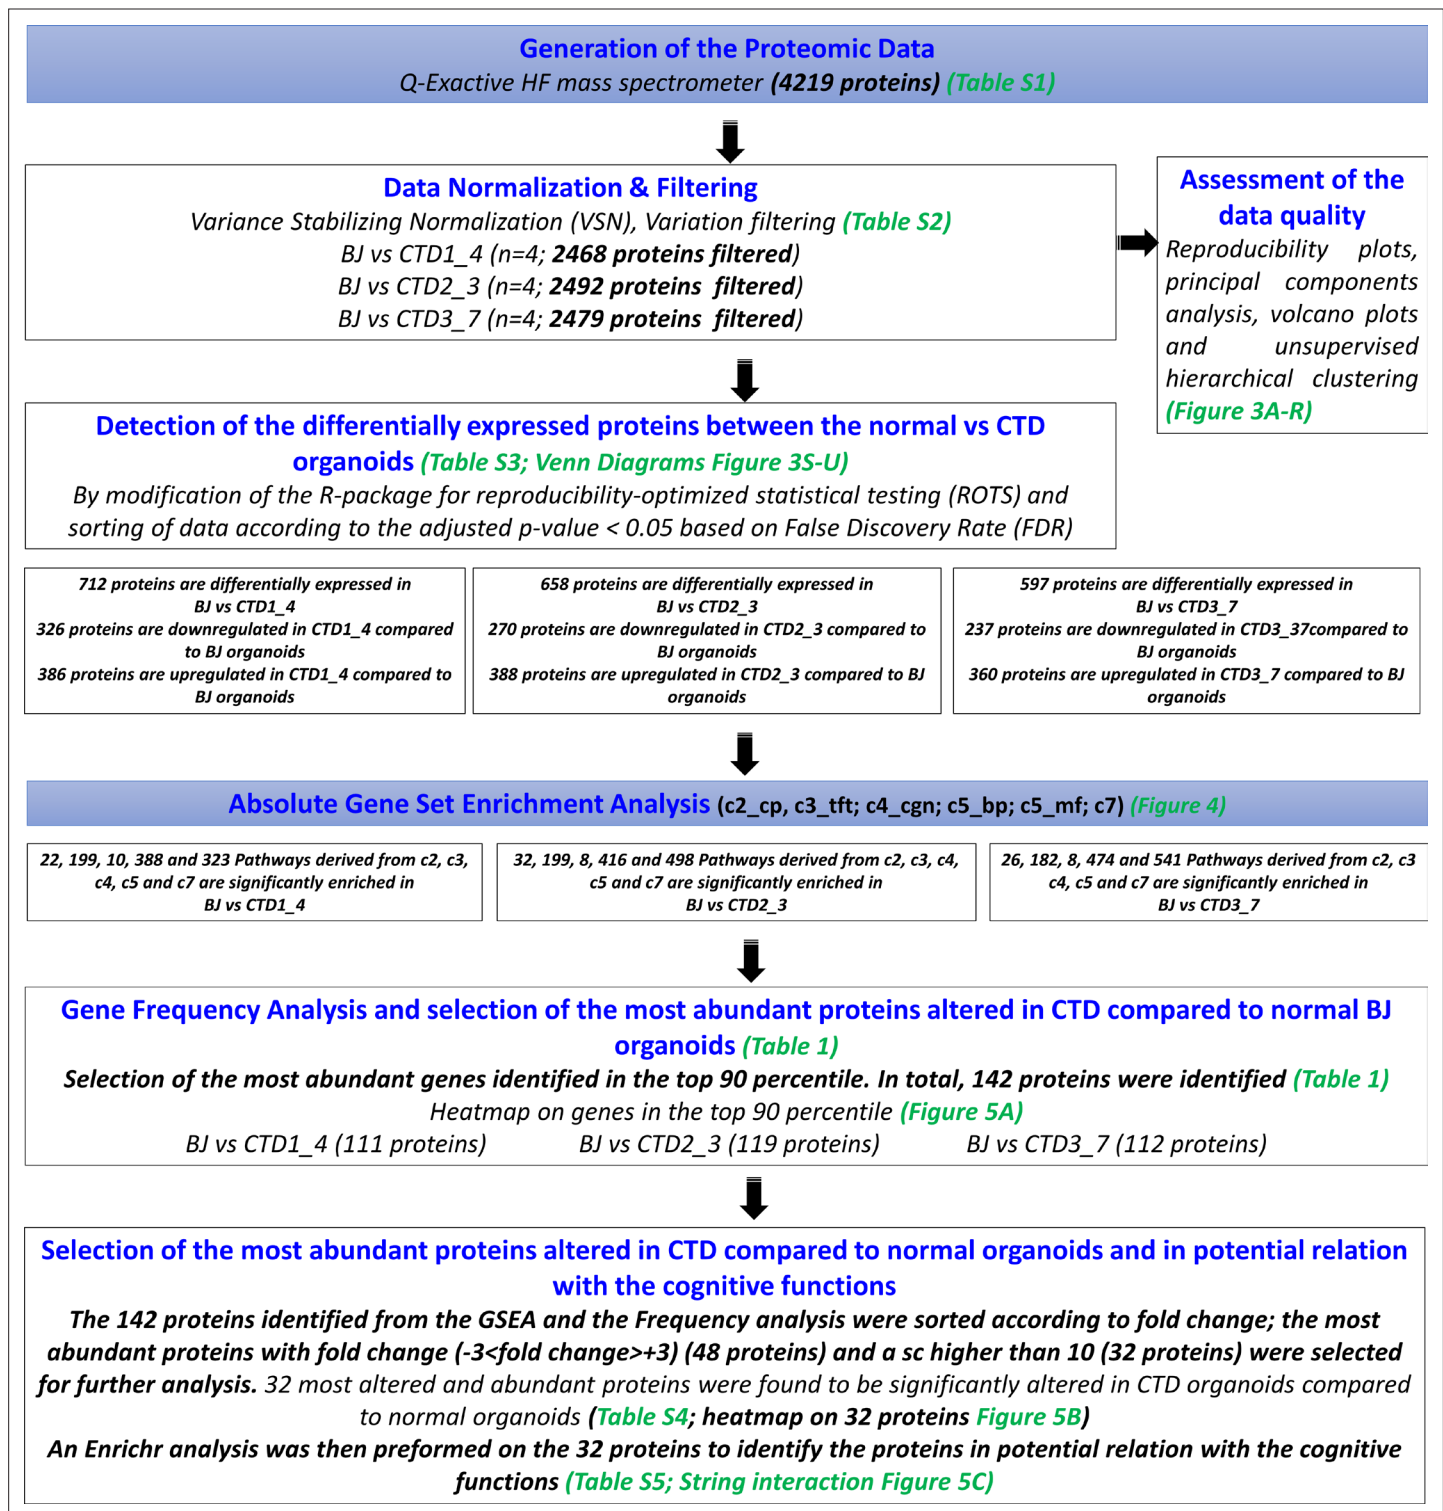 Generation of the Proteomic Data
Q-Exactive HF mass spectrometer (4219 proteins) (Table S1)
Data Normalization & Filtering
Variance Stabilizing Normalization (VSN), Variation filtering (Table S2)
BJ vs CTD1_4 (n=4; 2468 proteins filtered)
BJ vs CTD2_3 (n=4; 2492 proteins  filtered)
BJ vs CTD3_7 (n=4; 2479 proteins  filtered)
Assessment of the
data quality
Reproducibility plots,
principal components
analysis, volcano plots
and unsupervised
hierarchical clustering
(Figure 3A-R)
Detection of the differentially expressed proteins between the normal vs CTD
organoids (Table S3; Venn Diagrams Figure 3S-U)
By modification of the R-package for reproducibility-optimized statistical testing (ROTS) and
sorting of data according to the adjusted p-value < 0.05 based on False Discovery Rate (FDR)
712 proteins are differentially expressed in
BJ vs CTD1_4
326 proteins are downregulated in CTD1_4 compared
to BJ organoids
386 proteins are upregulated in CTD1_4 compared to
BJ organoids
658 proteins are differentially expressed in
BJ vs CTD2_3
270 proteins are downregulated in CTD2_3 compared to
BJ organoids
388 proteins are upregulated in CTD2_3 compared to BJ
organoids
597 proteins are differentially expressed in
BJ vs CTD3_7
237 proteins are downregulated in CTD3_37compared to
BJ organoids
360 proteins are upregulated in CTD3_7 compared to BJ
organoids
Absolute Gene Set Enrichment Analysis (c2_cp, c3_tft; c4_cgn; c5_bp; c5_mf; c7) (Figure 4)
22, 199, 10, 388 and 323 Pathways derived from c2, c3,
c4, c5 and c7 are significantly enriched in
BJ vs CTD1_4
32, 199, 8, 416 and 498 Pathways derived from c2, c3, c4,
c5 and c7 are significantly enriched in
BJ vs CTD2_3
26, 182, 8, 474 and 541 Pathways derived from c2, c3
c4, c5 and c7 are significantly enriched in
BJ vs CTD3_7
Gene Frequency Analysis and selection of the most abundant proteins altered in CTD compared to normal BJ
organoids (Table 1)
Selection of the most abundant genes identified in the top 90 percentile. In total, 142 proteins were identified (Table 1)
Heatmap on genes in the top 90 percentile (Figure 5A)
BJ vs CTD1_4 (111 proteins) BJ vs CTD2_3 (119 proteins) BJ vs CTD3_7 (112 proteins)
Selection of the most abundant proteins altered in CTD compared to normal organoids and in potential relation
with the cognitive functions
The 142 proteins identified from the GSEA and the Frequency analysis were sorted according to fold change; the most
abundant proteins with fold change (-3<fold change>+3) (48 proteins) and a sc higher than 10 (32 proteins) were selected
for further analysis. 32 most altered and abundant proteins were found to be significantly altered in CTD organoids compared
to normal organoids (Table S4; heatmap on 32 proteins Figure 5B)
An Enrichr analysis was then preformed on the 32 proteins to identify the proteins in potential relation with the cognitive
functions (Table S5; String interaction Figure 5C)